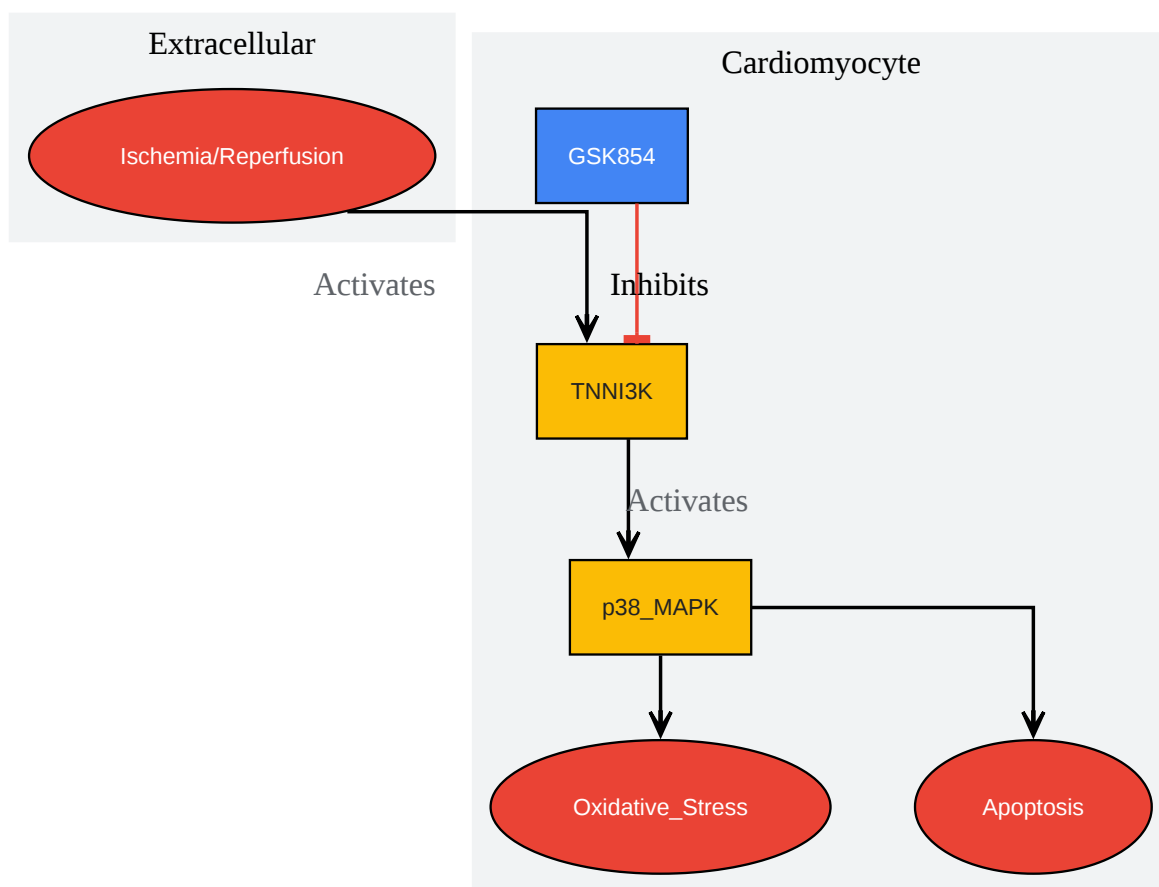 Extracellular
Cardiomyocyte
Ischemia/Reperfusion
GSK854
Activates
Inhibits
TNNI3K
Activates
p38_MAPK
Oxidative_Stress
Apoptosis